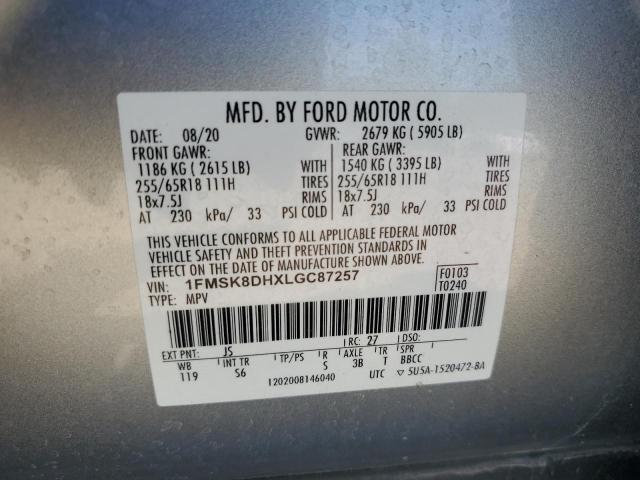 MFD. BY FORD MOTOR CO.
DATE: 08/20 GVWR: 2679 KG ( 5905 LB)
FRONT GAWR: REAR GAWR:
1186 KG ( 2615 LB) WITH 1540 KG ( 3395 LB) WITH
255/65R18 111H TIRES 255/65R18 111H TIRES
18x7.5J RIMS 18x7.5J RIMS
AT 230 kPa/ 33 PSI COLD AT 230 kPa/ 33 PSI COLD
THIS VEHICLE CONFORMS TO ALL APPLICABLE FEDERAL MOTOR
VEHICLE SAFETY AND THEFT PREVENTION STANDARDS IN
EFFECT ON THE DATE OF MANUFACTURE SHOWN ABOVE.
VIN: 1FMSK8DHXLGC87257 F0103
TYPE: MPV T0240
EXT PNT: JS RC: 27 DSO:
WB INT TR TP/PS R AXLE TR SPR
119 S6 S 3B T BBCC
1202008146040 UTC ▽ 5U5A-1520472-BA